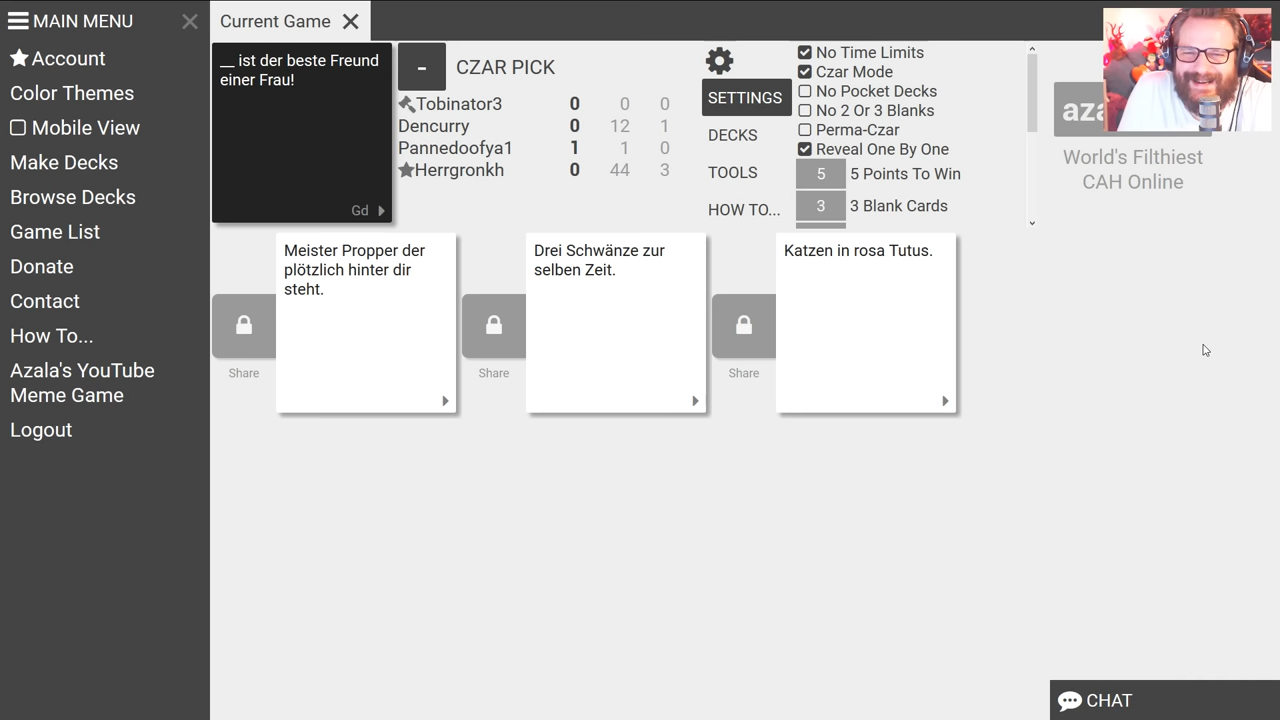 MAIN MENU
Account
Color Themes
Mobile View
Make Decks
Browse Decks
Game List
Donate
Contact
How To...
Azala's YouTube
Meme Game
Logout
Current Game
__ ist der beste Freund
einer Frau!
Gd
-
CZAR PICK
Tobinator3 0 0 0
Dencurry 0 12 1
Pannedoofya1 1 1 0
Herrgronkh 0 44 3
SETTINGS
DECKS
TOOLS
HOW TO...
No Time Limits
Czar Mode
No Pocket Decks
No 2 Or 3 Blanks
Perma-Czar
Reveal One By One
5 5 Points To Win
3 3 Blank Cards
World's Filthiest
CAH Online
Share
Meister Propper der
plötzlich hinter dir
steht.
Share
Drei Schwänze zur
selben Zeit.
Share
Katzen in rosa Tutus.
CHAT